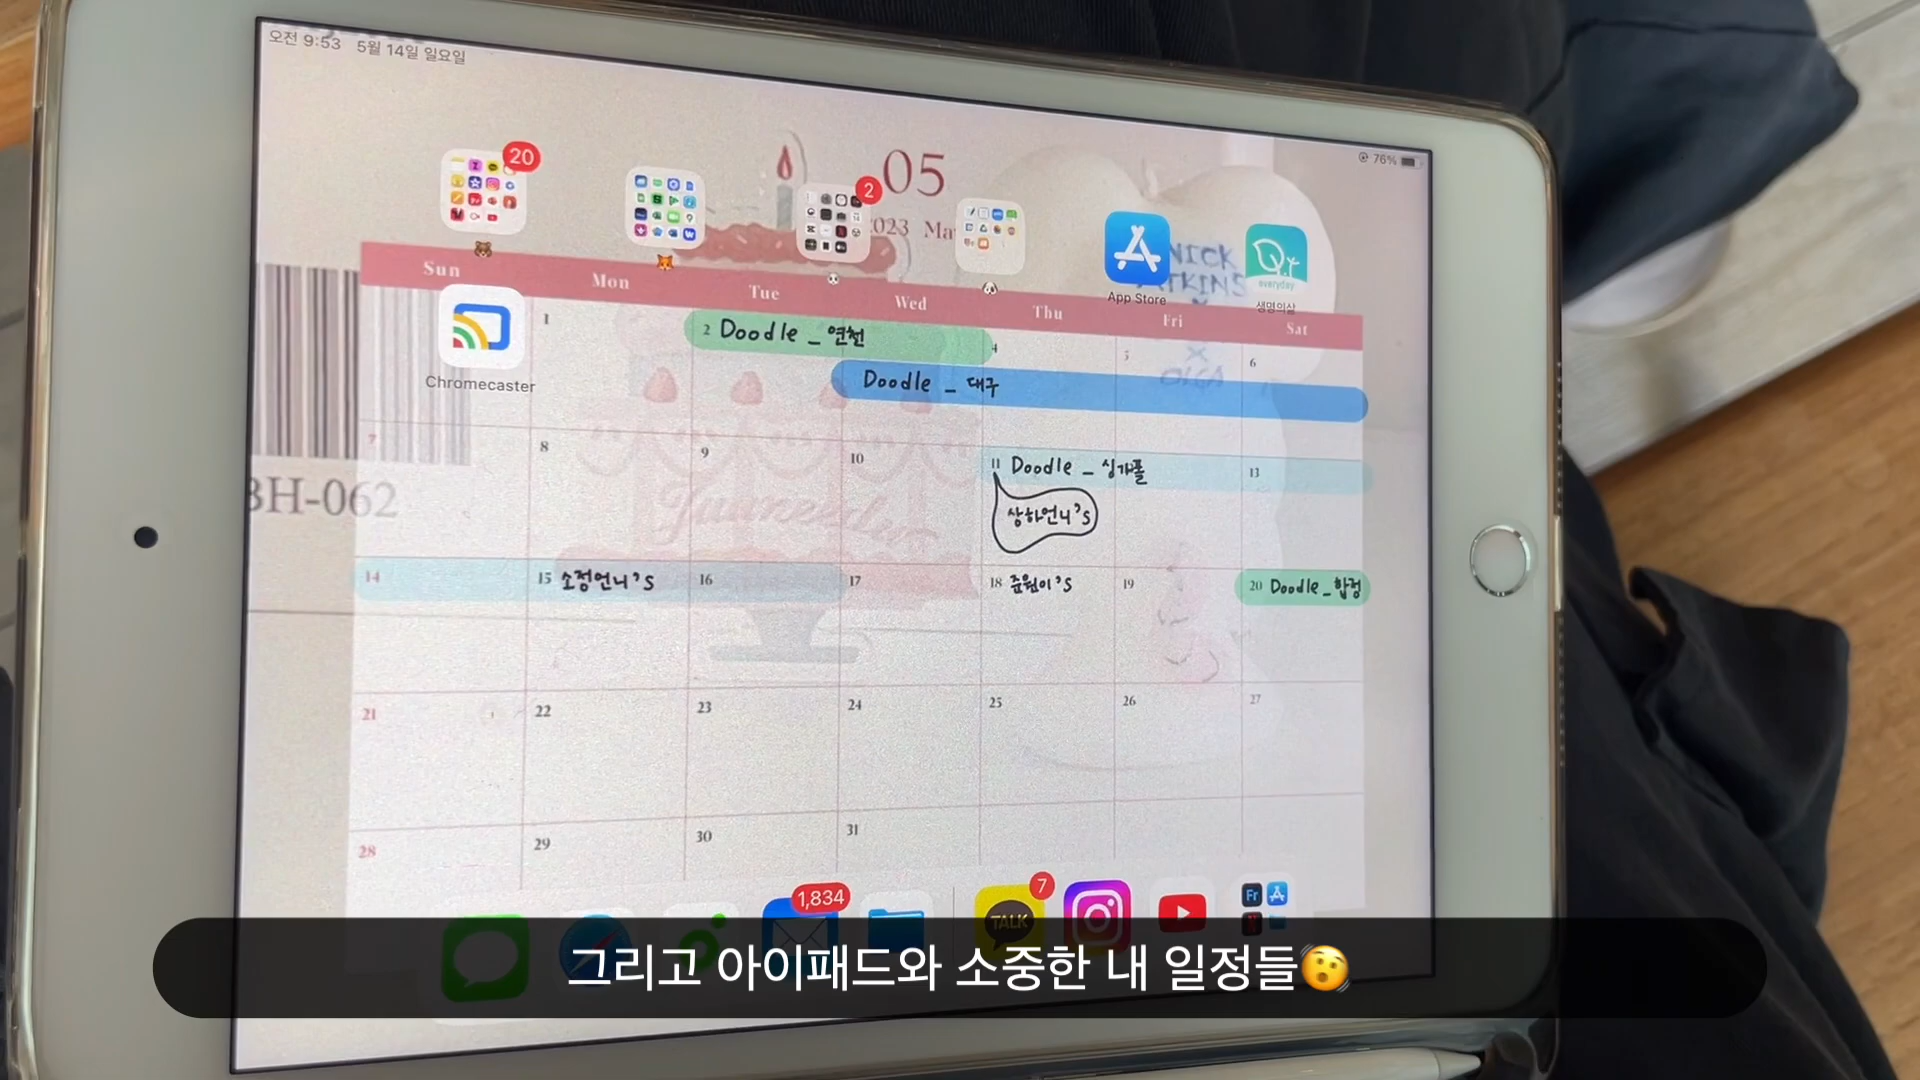 오전 9:53 5월 14일 일요일
76%
20
2
05
2023 Ma
NICK
ATKINS
App Store
everyday
생명의삶
Chromecaster
Sun Mon Tue Wed Thu Fri Sat
1 2 Doodle _ 연천 4 5 6
Doodle _ 대구
7 8 9 10 11 Doodle _ 싱가폴 13
상하언니's
BH-062
14 15 소정언니's 16 17 18 준원이's 19 20 Doodle _ 합정
21 22 23 24 25 26 27
28 29 30 31
1,834
7
TALK
Fr
그리고 아이패드와 소중한 내 일정들